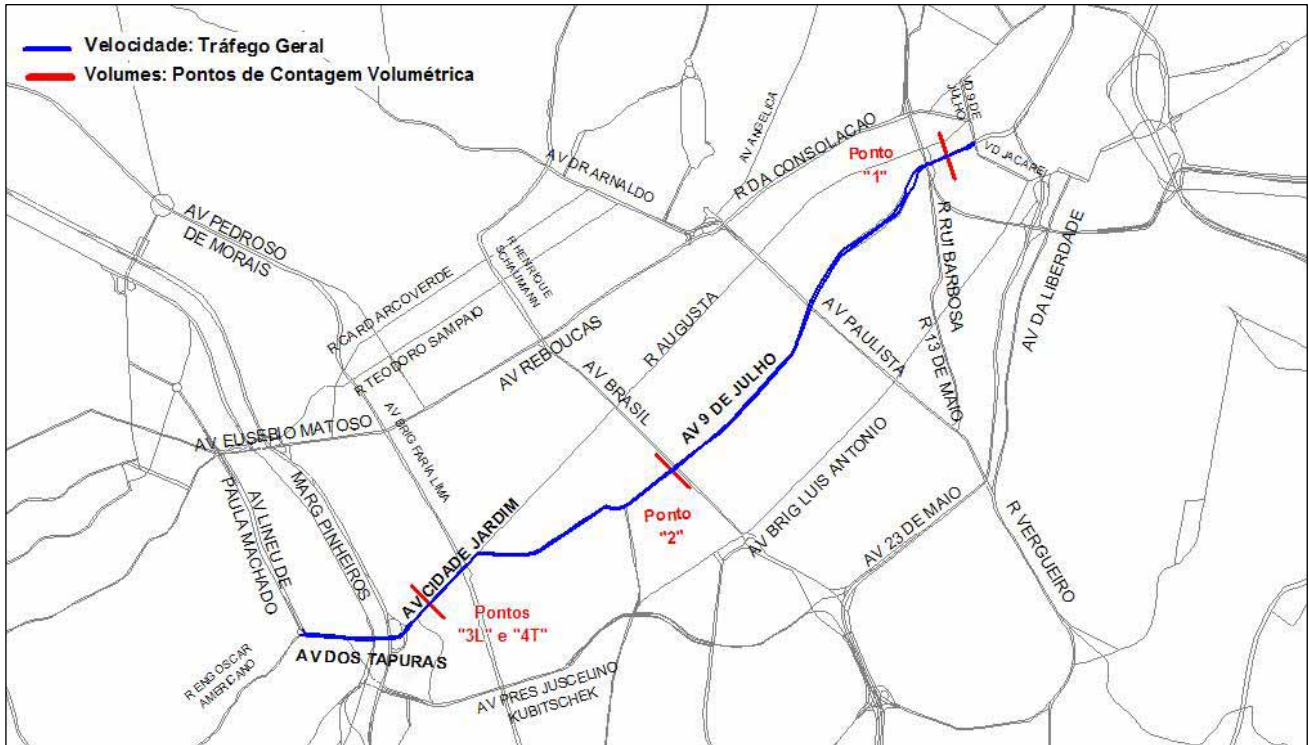 Velocidade: Tráfego Geral
Volumes: Pontos de Contagem Volumétrica
VD 9 DE
JULHO
AV ANGELICA
R DA CONSOLACAO
Ponto
"1"
VD JACAREI
AV DR ARNALDO
AV PEDROSO
DE MORAIS
R HENRIQUE
SCHAUMANN
R RUI BARBOSA
AV DA LIBERDADE
R CARD ARCOVERDE
R TEODORO SAMPAIO
AV REBOUCAS
R AUGUSTA
AV PAULISTA
R 13 DE MAIO
AV BRASIL
AV 9 DE JULHO
AV EUSEBIO MATOSO
AV BRIG FARIA LIMA
AV BRIG LUIS ANTONIO
AV LINEU DE
PAULA MACHADO
MARG PINHEIROS
AV CIDADE JARDIM
Ponto
"2"
AV 23 DE MAIO
R VERGUEIRO
Pontos
"3L" e "4T"
AV DOS TAPURAS
R ENG OSCAR
AMERICANO
AV PRES JUSCELINO
KUBITSCHEK